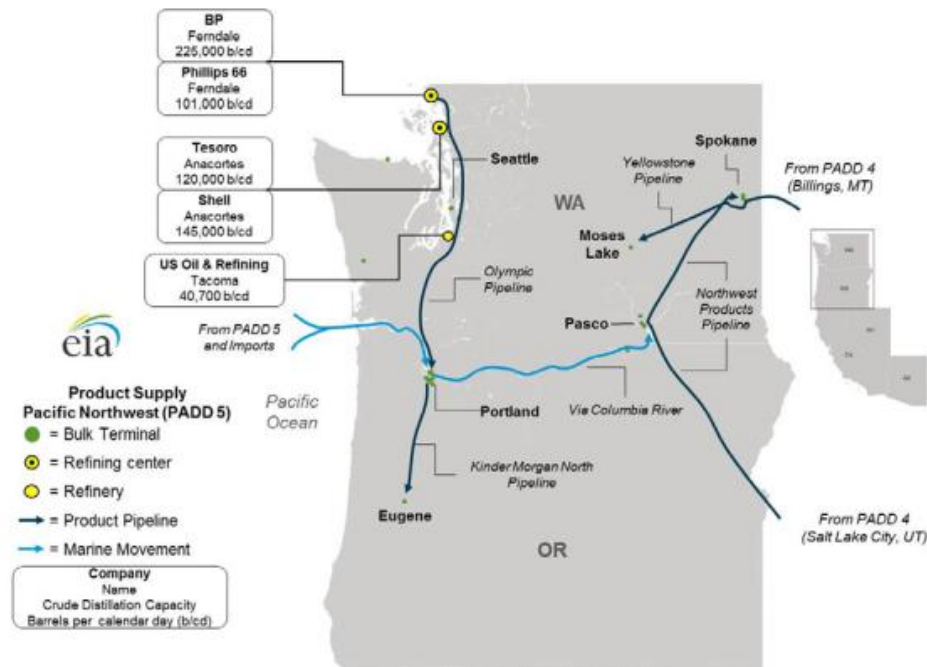 BP
Ferndale
225,000 b/cd
Phillips 66
Ferndale
101,000 b/cd
Tesoro
Anacortes
120,000 b/cd
Shell
Anacortes
145,000 b/cd
US Oil & Refining
Tacoma
40,700 b/cd
Seattle
Spokane
Yellowstone
Pipeline
From PADD 4
(Billings, MT)
WA
Moses
Lake
Olympic
Pipeline
Northwest
Products
Pipeline
Pasco
From PADD 5
and Imports
eia
Product Supply
Pacific Northwest (PADD 5)
= Bulk Terminal
= Refining center
= Refinery
= Product Pipeline
= Marine Movement
Company
Name
Crude Distillation Capacity
Barrels per calendar day (b/cd)
Pacific
Ocean
Portland
Via Columbia River
Kinder Morgan North
Pipeline
Eugene
OR
From PADD 4
(Salt Lake City, UT)